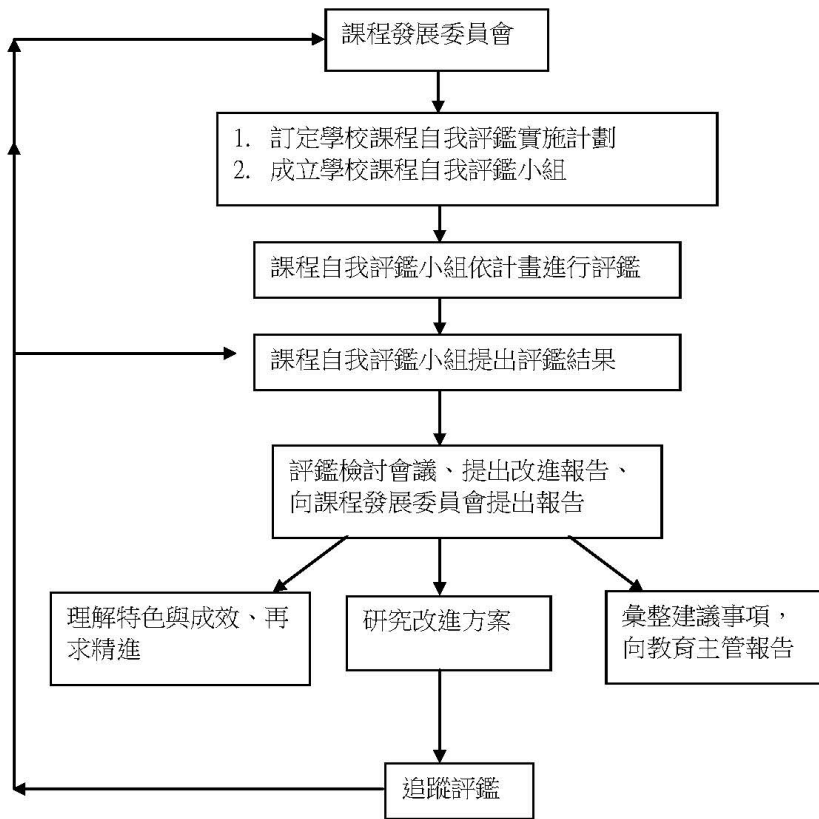 課程發展委員會
1. 訂定學校課程自我評鑑實施計劃
2. 成立學校課程自我評鑑小組
課程自我評鑑小組依計畫進行評鑑
課程自我評鑑小組提出評鑑結果
評鑑檢討會議、提出改進報告、
向課程發展委員會提出報告
理解特色與成效、再
求精進
研究改進方案
彙整建議事項，
向教育主管報告
追蹤評鑑